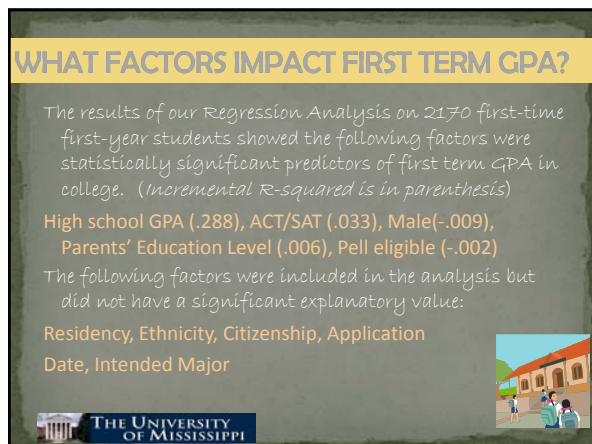 WHAT FACTORS IMPACT FIRST TERM GPA?
The results of our Regression Analysis on 2170 first-time
first-year students showed the following factors were
statistically significant predictors of first term GPA in
college. (Incremental R-squared is in parenthesis)
High school GPA (.288), ACT/SAT (.033), Male(-.009),
Parents' Education Level (.006), Pell eligible (-.002)
The following factors were included in the analysis but
did not have a significant explanatory value:
Residency, Ethnicity, Citizenship, Application
Date, Intended Major
THE UNIVERSITY
OF MISSISSIPPI